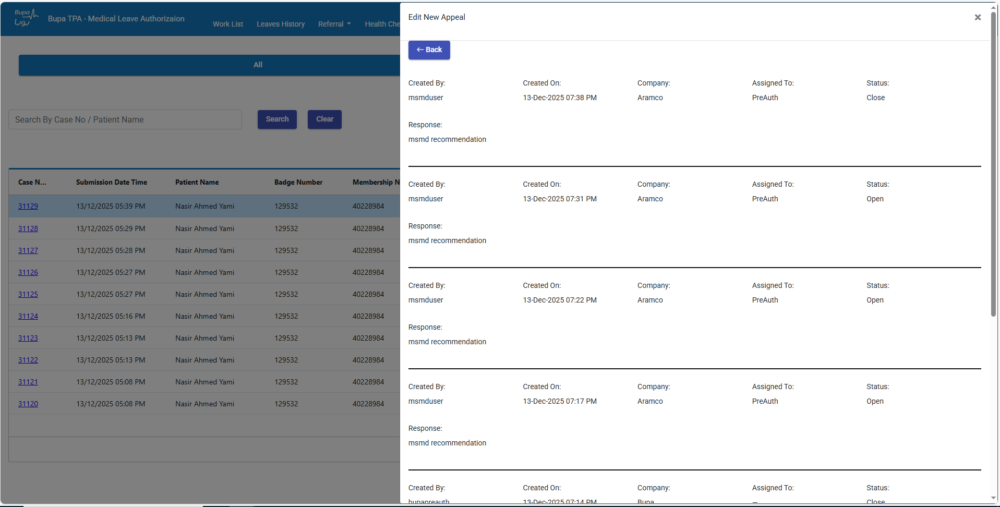 Bupa
بوبا
Bupa TPA - Medical Leave Authorizaion
Work List
Leaves History
Referral
Health Che
All
Search By Case No / Patient Name
Search
Clear
Case N... Submission Date Time Patient Name Badge Number Membership N
31129 13/12/2025 05:39 PM Nasir Ahmed Yami 129532 40228984
31128 13/12/2025 05:29 PM Nasir Ahmed Yami 129532 40228984
31127 13/12/2025 05:28 PM Nasir Ahmed Yami 129532 40228984
31126 13/12/2025 05:27 PM Nasir Ahmed Yami 129532 40228984
31125 13/12/2025 05:27 PM Nasir Ahmed Yami 129532 40228984
31124 13/12/2025 05:16 PM Nasir Ahmed Yami 129532 40228984
31123 13/12/2025 05:13 PM Nasir Ahmed Yami 129532 40228984
31122 13/12/2025 05:13 PM Nasir Ahmed Yami 129532 40228984
31121 13/12/2025 05:08 PM Nasir Ahmed Yami 129532 40228984
31120 13/12/2025 05:08 PM Nasir Ahmed Yami 129532 40228984
Edit New Appeal
← Back
Created By: Created On: Company: Assigned To: Status:
msmduser 13-Dec-2025 07:38 PM Aramco PreAuth Close
Response:
msmd recommendation
Created By: Created On: Company: Assigned To: Status:
msmduser 13-Dec-2025 07:31 PM Aramco PreAuth Open
Response:
msmd recommendation
Created By: Created On: Company: Assigned To: Status:
msmduser 13-Dec-2025 07:22 PM Aramco PreAuth Open
Response:
msmd recommendation
Created By: Created On: Company: Assigned To: Status:
msmduser 13-Dec-2025 07:17 PM Aramco PreAuth Open
Response:
msmd recommendation
Created By: Created On: Company: Assigned To: Status:
bupapreauth 13-Dec-2025 07:14 PM Bupa — Close